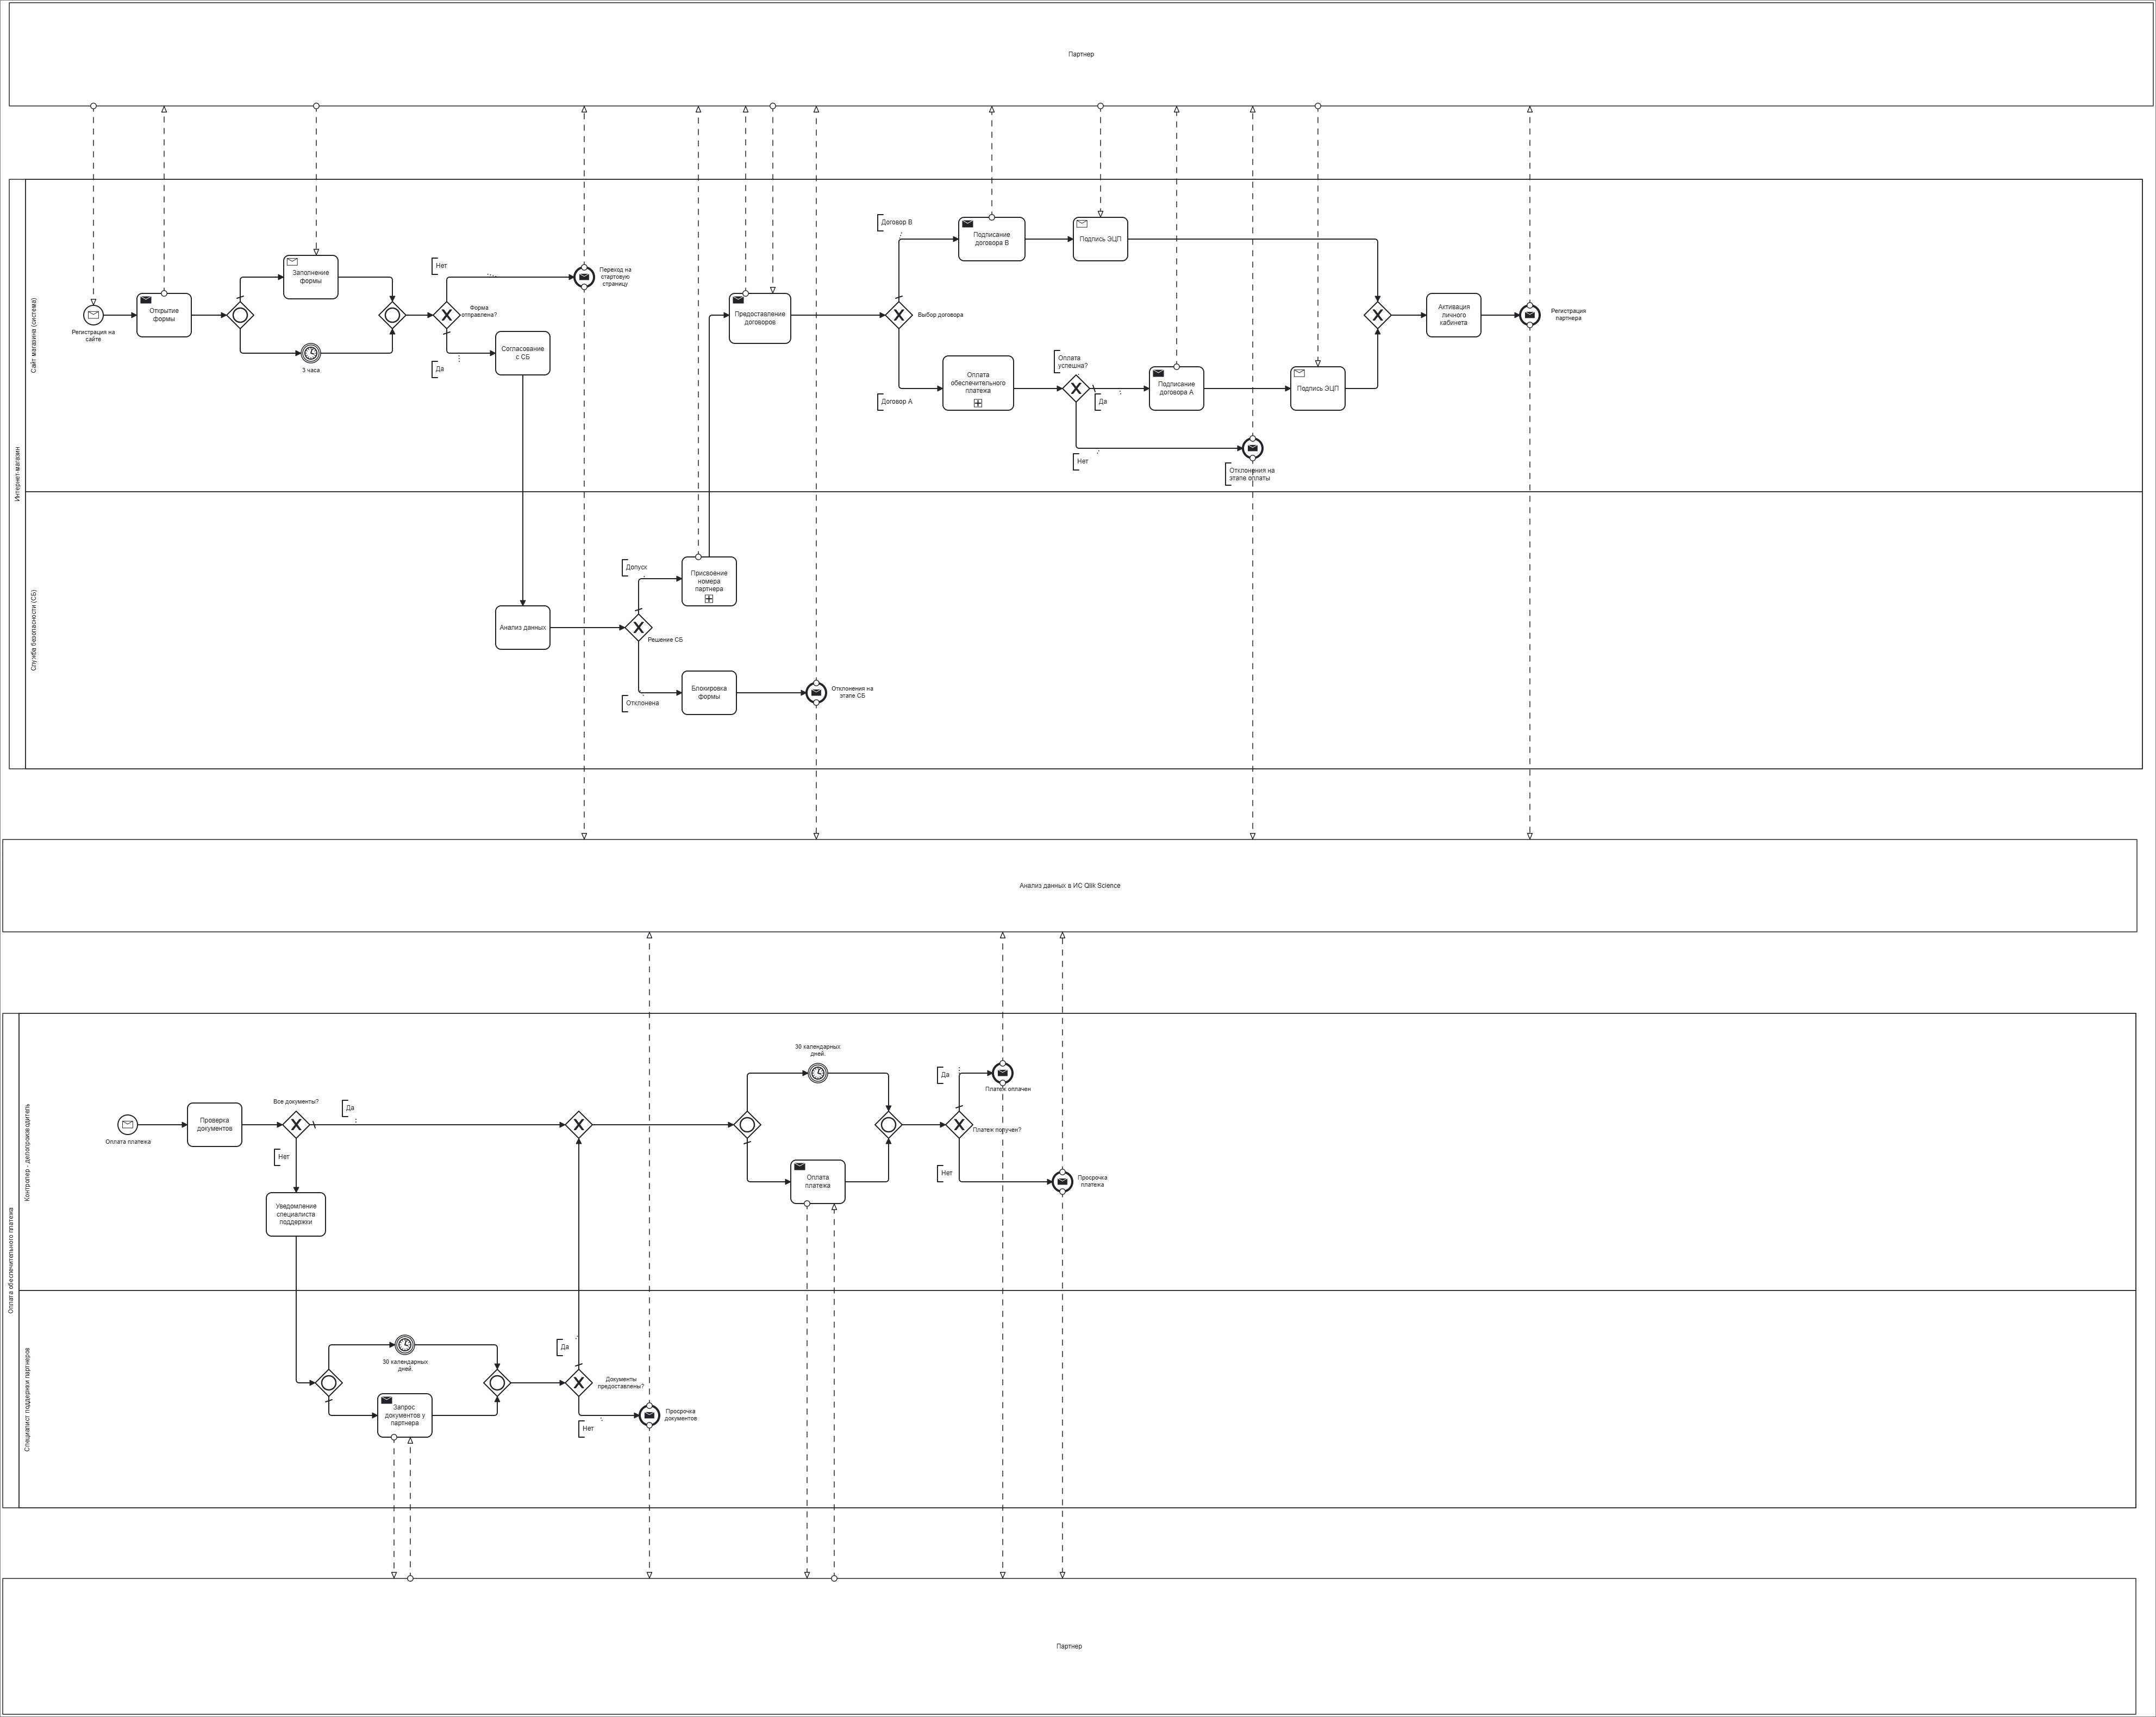 Партнер
Интернет-магазин
Сайт магазина (система)
Регистрация на
сайте
Открытие
формы
Заполнение
формы
3 часа
Нет
Форма
отправлена?
Да
Переход на
стартовую
страницу
Согласование
с СБ
Предоставление
договоров
Договор В
Выбор договора
Договор А
Подписание
договора В
Подпись ЭЦП
Оплата
обеспечительного
платежа
Оплата
успешна?
Да
Нет
Подписание
договора А
Подпись ЭЦП
Отклонения на
этапе оплаты
Активация
личного
кабинета
Регистрация
партнера
Служба безопасности (СБ)
Анализ данных
Допуск
Решение СБ
Отклонена
Присвоение
номера
партнера
Блокировка
формы
Отклонения на
этапе СБ
Анализ данных в ИС Qlik Science
Оплата обеспечительного платежа
Контролер - делопроизводитель
Оплата платежа
Проверка
документов
Все документы?
Да
Нет
Уведомление
специалиста
поддержки
30 календарных
дней.
Оплата
платежа
Да
Платеж получен?
Нет
Платеж оплачен
Просрочка
платежа
Специалист поддержки партнеров
30 календарных
дней.
Запрос
документов у
партнера
Да
Документы
предоставлены?
Нет
Просрочка
документов
Партнер